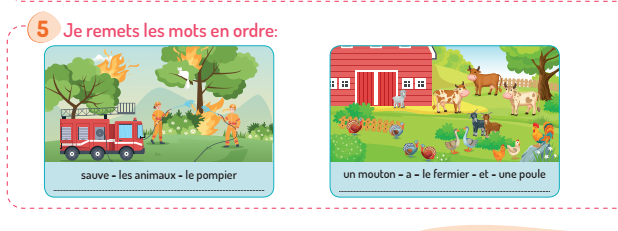 5 Je remets les mots en ordre:
sauve - les animaux - le pompier
un mouton - a - le fermier - et - une poule